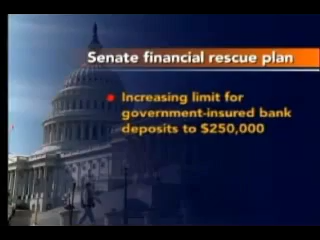 Senate financial rescue plan
Increasing limit for
government-insured bank
deposits to $250,000